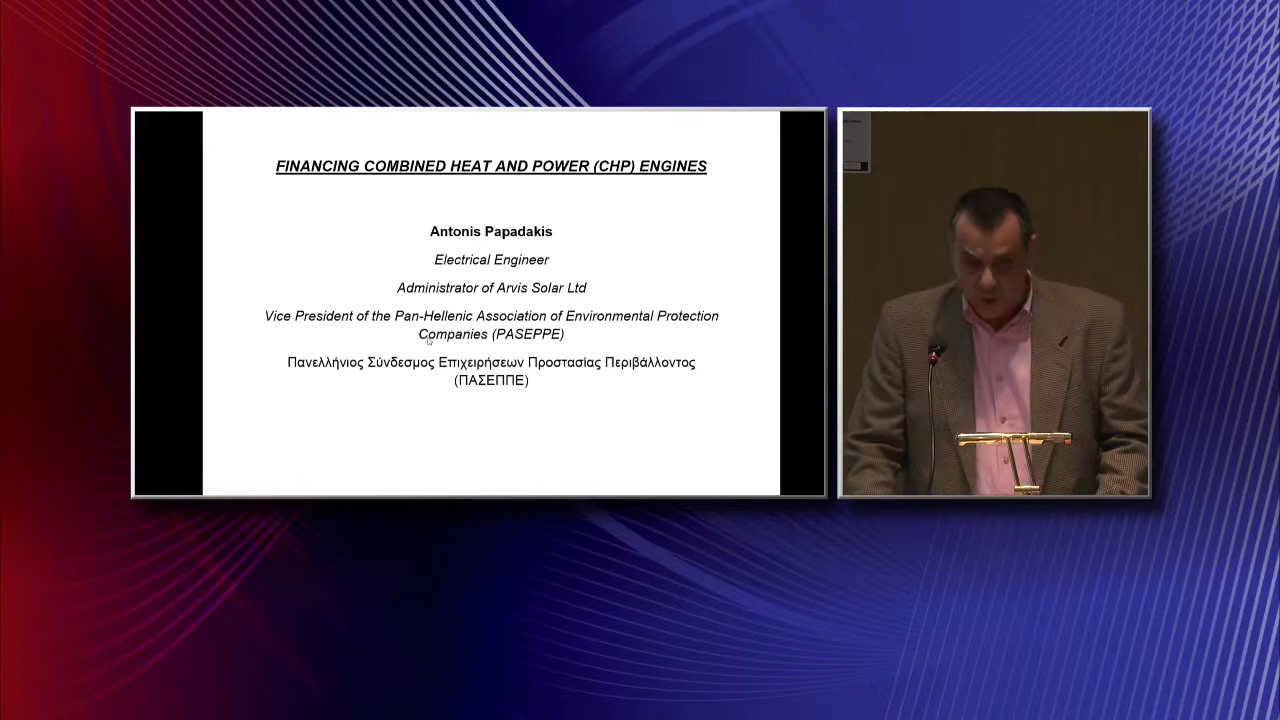 FINANCING COMBINED HEAT AND POWER (CHP) ENGINES
Antonis Papadakis
Electrical Engineer
Administrator of Arvis Solar Ltd
Vice President of the Pan-Hellenic Association of Environmental Protection
Companies (PASEPPE)
Πανελλήνιος Σύνδεσμος Επιχειρήσεων Προστασίας Περιβάλλοντος
(ΠΑΣΕΠΠΕ)